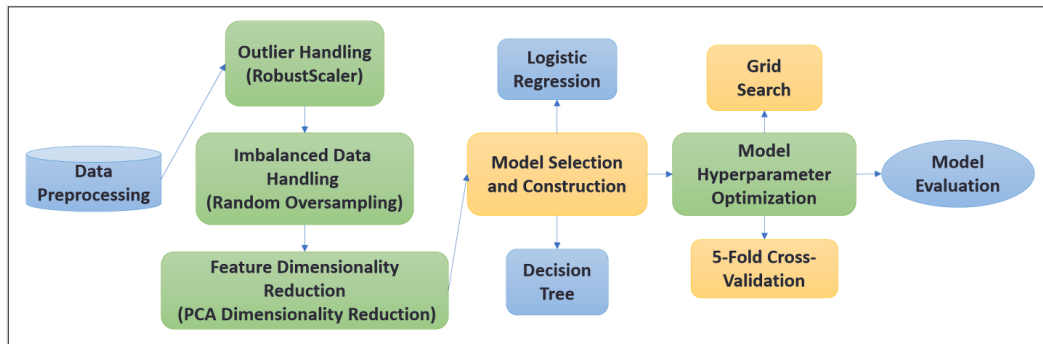 Data
Preprocessing
Outlier Handling
(RobustScaler)
Imbalanced Data
Handling
(Random Oversampling)
Feature Dimensionality
Reduction
(PCA Dimensionality Reduction)
Logistic
Regression
Model Selection
and Construction
Decision
Tree
Grid
Search
Model
Hyperparameter
Optimization
5-Fold Cross-
Validation
Model
Evaluation